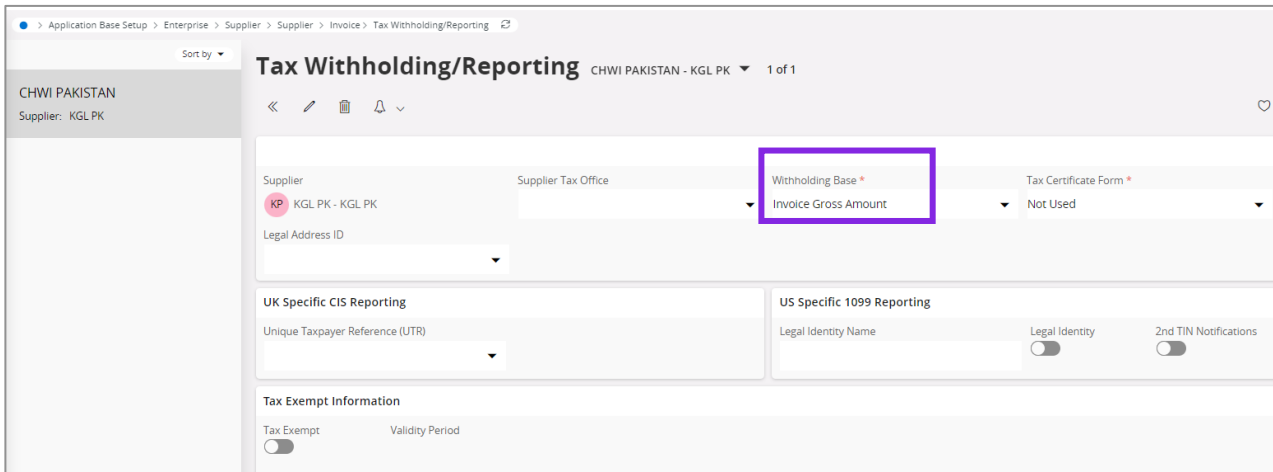 > Application Base Setup > Enterprise > Supplier > Supplier > Invoice > Tax Withholding/Reporting
Sort by
CHWI PAKISTAN
Supplier: KGL PK
Tax Withholding/Reporting CHWI PAKISTAN - KGL PK 1 of 1
Supplier Supplier Tax Office Withholding Base * Tax Certificate Form *
KP KGL PK - KGL PK Invoice Gross Amount Not Used
Legal Address ID
UK Specific CIS Reporting US Specific 1099 Reporting
Unique Taxpayer Reference (UTR) Legal Identity Name Legal Identity 2nd TIN Notifications
Tax Exempt Information
Tax Exempt Validity Period